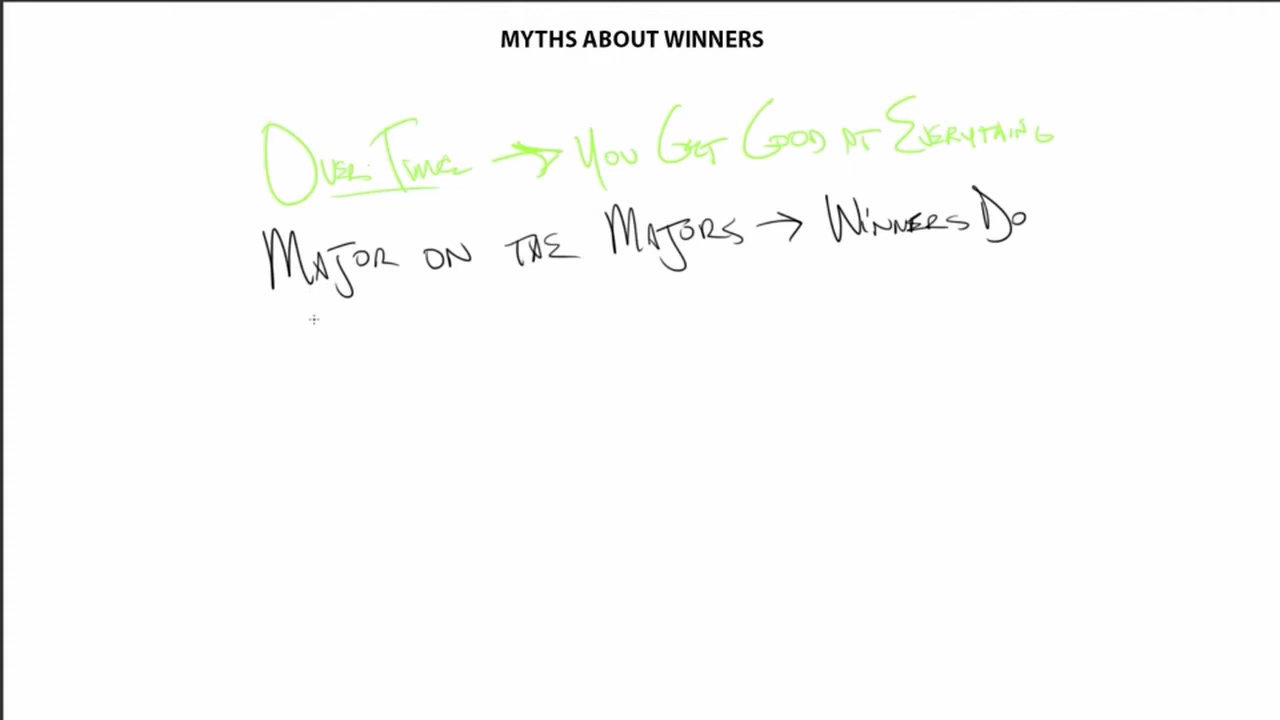 MYTHS ABOUT WINNERS
OVER TIME → YOU GET GOOD AT EVERYTHING
MAJOR ON THE MAJORS → WINNERS DO